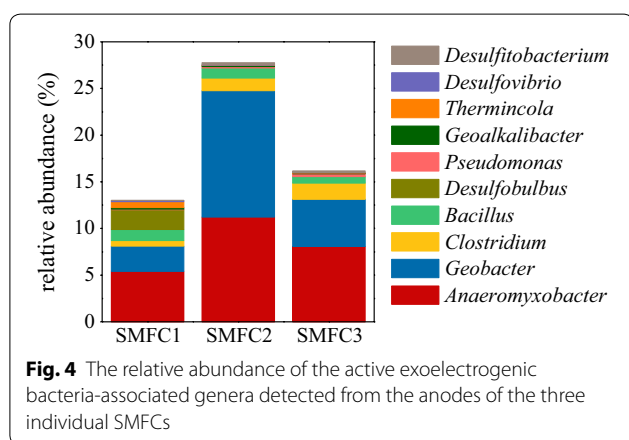 relative abundance (%)
30
25
20
15
10
5
0
SMFC1 SMFC2 SMFC3
Desulfitobacterium
Desulfovibrio
Thermincola
Geoalkalibacter
Pseudomonas
Desulfobulbus
Bacillus
Clostridium
Geobacter
Anaeromyxobacter
Fig. 4 The relative abundance of the active exoelectrogenic
bacteria-associated genera detected from the anodes of the three
individual SMFCs